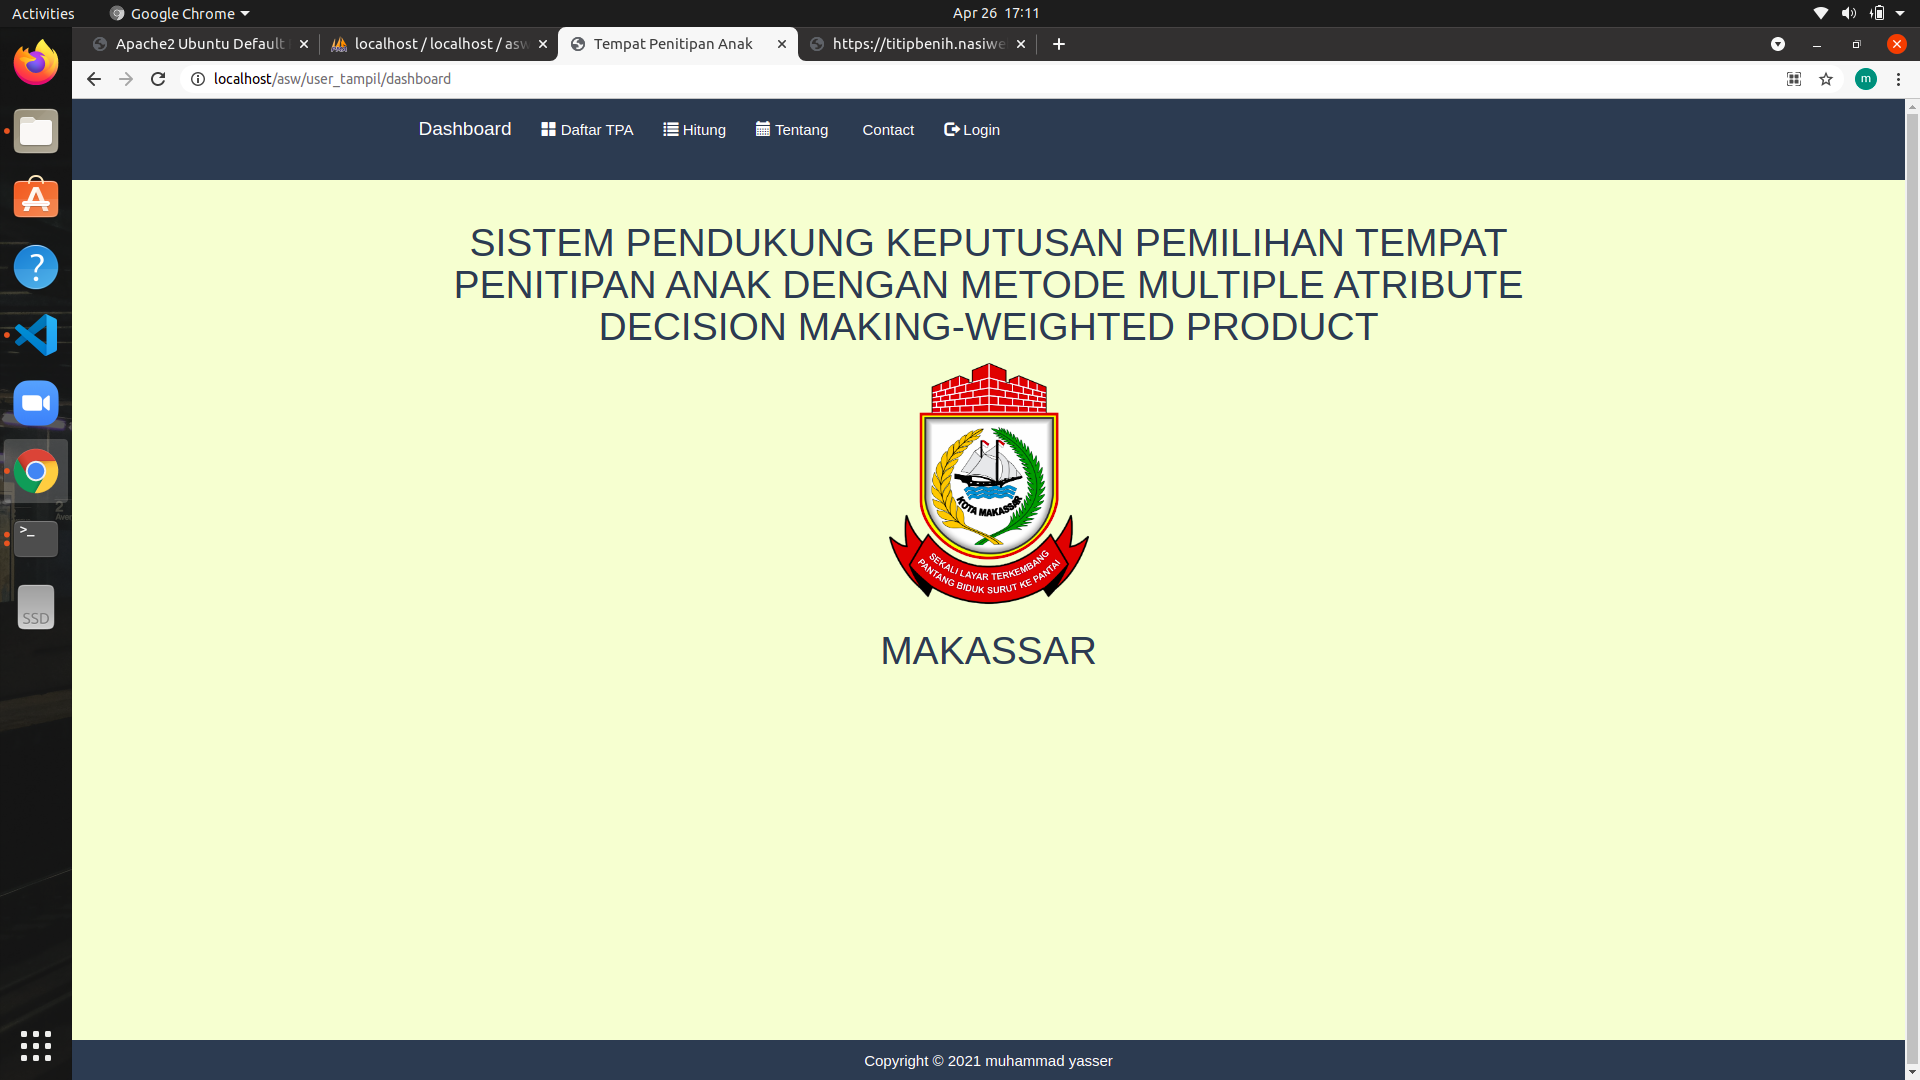 Activities
Google Chrome
Apr 26 17:11
Apache2 Ubuntu Default
localhost / localhost / asw
Tempat Penitipan Anak
https://titipbenih.nasiwe
localhost/asw/user_tampil/dashboard
m
Dashboard
Daftar TPA
Hitung
Tentang
Contact
Login
SISTEM PENDUKUNG KEPUTUSAN PEMILIHAN TEMPAT
PENITIPAN ANAK DENGAN METODE MULTIPLE ATRIBUTE
DECISION MAKING-WEIGHTED PRODUCT
KOTA MAKASSAR
SEKALI LAYAR TERKEMBANG
PANTANG BIDUK SURUT KE PANTAI
MAKASSAR
>_
SSD
Copyright © 2021 muhammad yasser